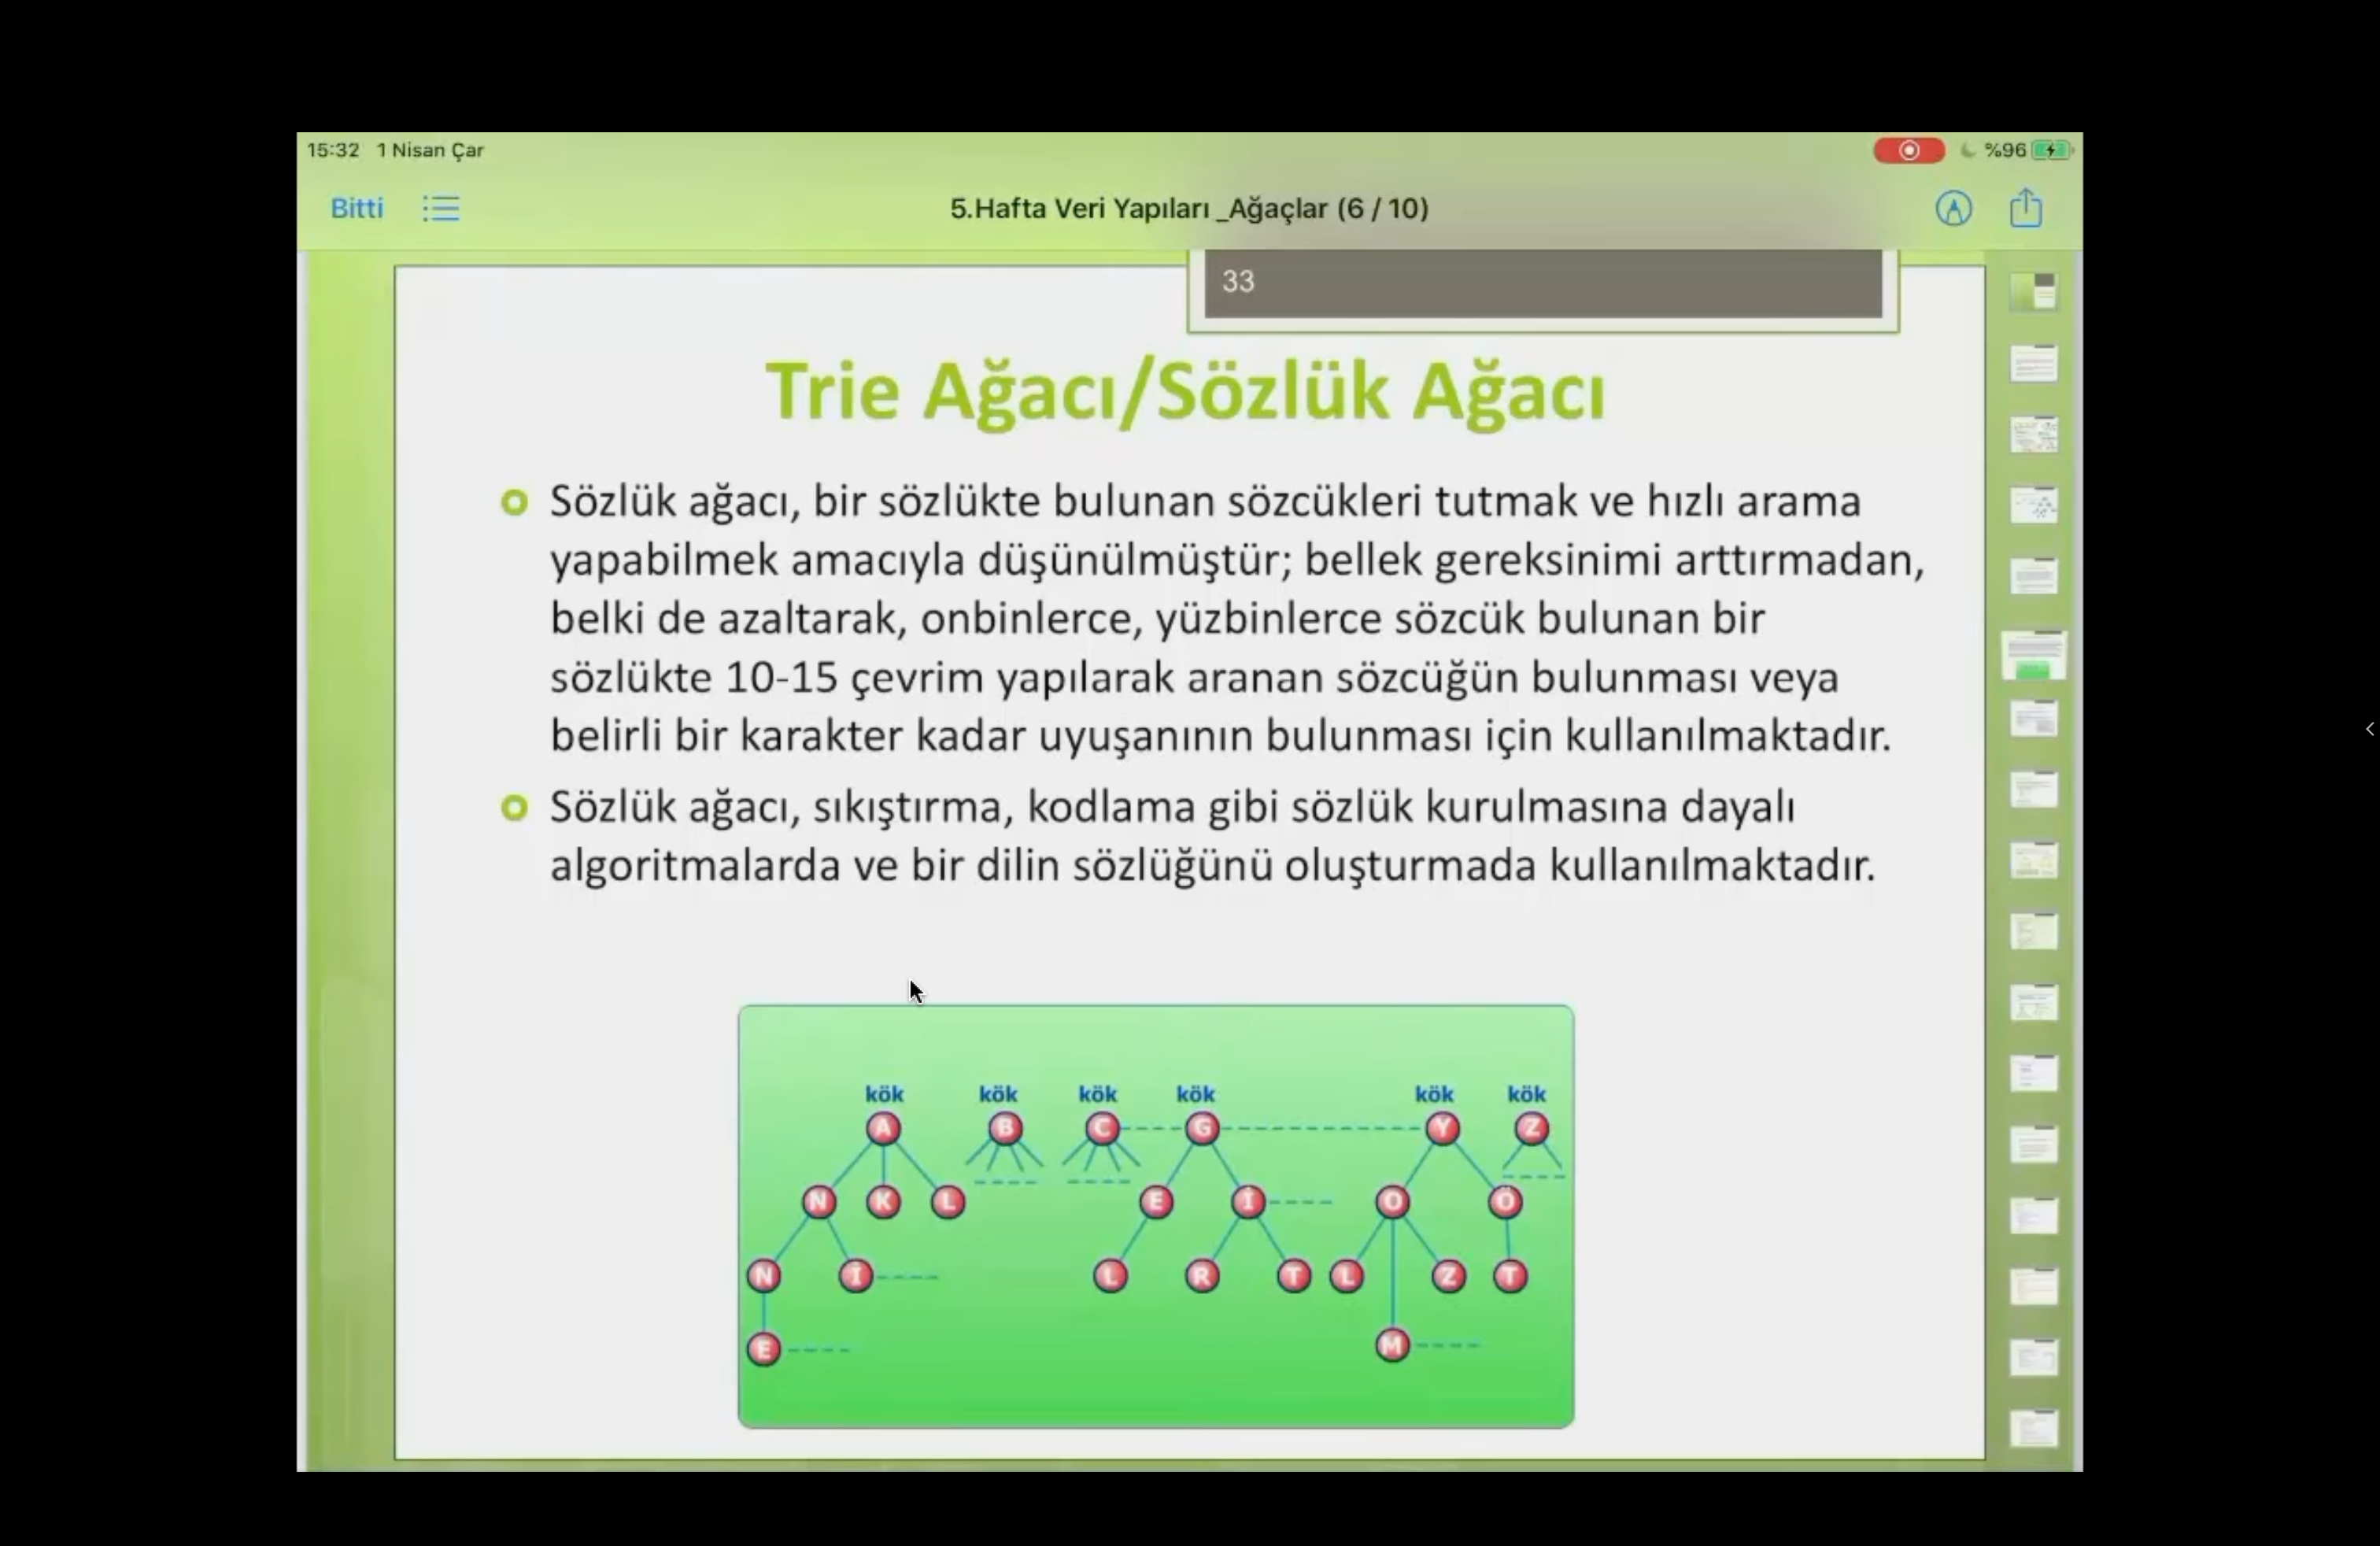 15:32 1 Nisan Çar
%96
Bitti
5.Hafta Veri Yapıları _Ağaçlar (6 / 10)
33
Trie Ağacı/Sözlük Ağacı
Sözlük ağacı, bir sözlükte bulunan sözcükleri tutmak ve hızlı arama
yapabilmek amacıyla düşünülmüştür; bellek gereksinimi arttırmadan,
belki de azaltarak, onbinlerce, yüzbinlerce sözcük bulunan bir
sözlükte 10-15 çevrim yapılarak aranan sözcüğün bulunması veya
belirli bir karakter kadar uyuşanının bulunması için kullanılmaktadır.
Sözlük ağacı, sıkıştırma, kodlama gibi sözlük kurulmasına dayalı
algoritmalarda ve bir dilin sözlüğünü oluşturmada kullanılmaktadır.
kök kök kök kök kök kök
A B C G Y Z
N K L E İ O Ö
N İ L R T L Z T
E M